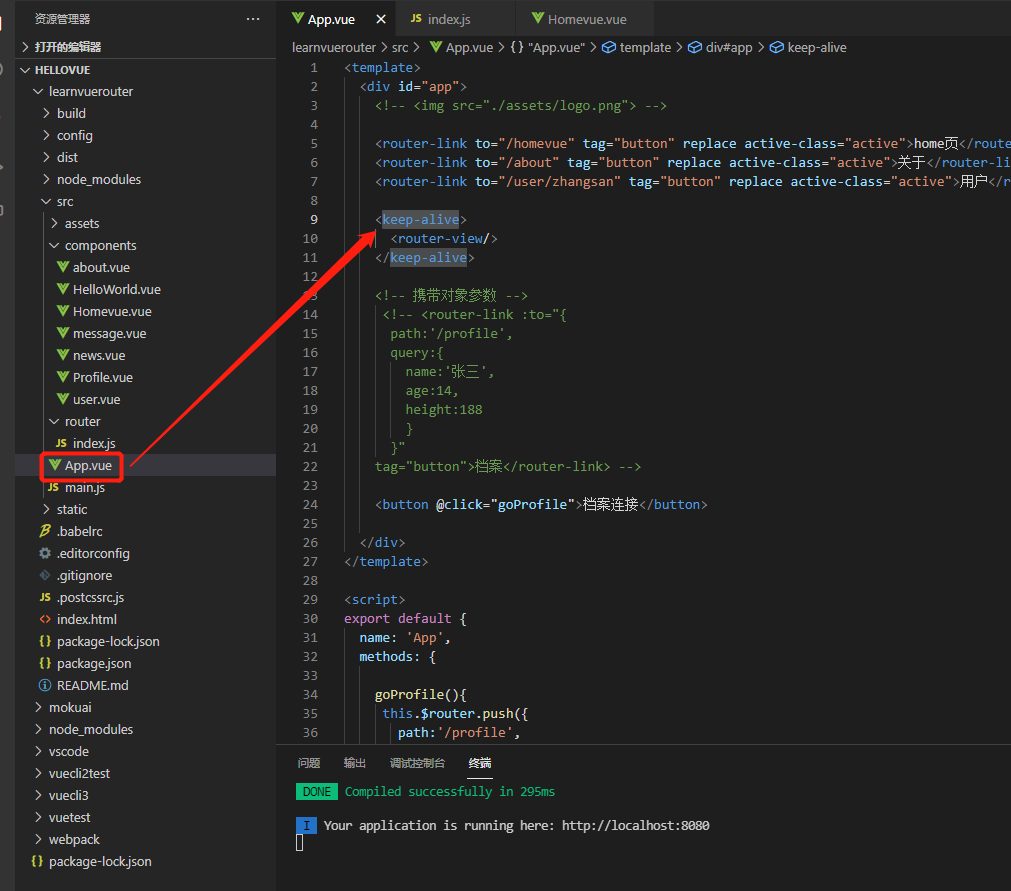 资源管理器
···
打开的编辑器
HELLOVUE
learnvuerouter
build
config
dist
node_modules
src
assets
components
about.vue
HelloWorld.vue
Homevue.vue
message.vue
news.vue
Profile.vue
user.vue
router
JS index.js
App.vue
JS main.js
static
.babelrc
.editorconfig
.gitignore
JS .postcssrc.js
<> index.html
{} package-lock.json
{} package.json
README.md
mokuai
node_modules
vscode
vuecli2test
vuecli3
vuetest
webpack
{} package-lock.json
App.vue × JS index.js Homevue.vue
learnvuerouter > src > App.vue > {} "App.vue" > template > div#app > keep-alive
1 <template>
2 <div id="app">
3 <!-- <img src="./assets/logo.png"> -->
4
5 <router-link to="/homevue" tag="button" replace active-class="active">home页</route
6 <router-link to="/about" tag="button" replace active-class="active">关于</router-li
7 <router-link to="/user/zhangsan" tag="button" replace active-class="active">用户</r
8
9 <keep-alive>
10 <router-view/>
11 </keep-alive>
12
13 <!-- 携带对象参数 -->
14 <!-- <router-link :to="{
15 path:'/profile',
16 query:{
17 name:'张三',
18 age:14,
19 height:188
20 }
21 }"
22 tag="button">档案</router-link> -->
23
24 <button @click="goProfile">档案连接</button>
25
26 </div>
27 </template>
28
29 <script>
30 export default {
31 name: 'App',
32 methods: {
33
34 goProfile(){
35 this.$router.push({
36 path:'/profile',
问题 输出 调试控制台 终端
DONE Compiled successfully in 295ms
I Your application is running here: http://localhost:8080